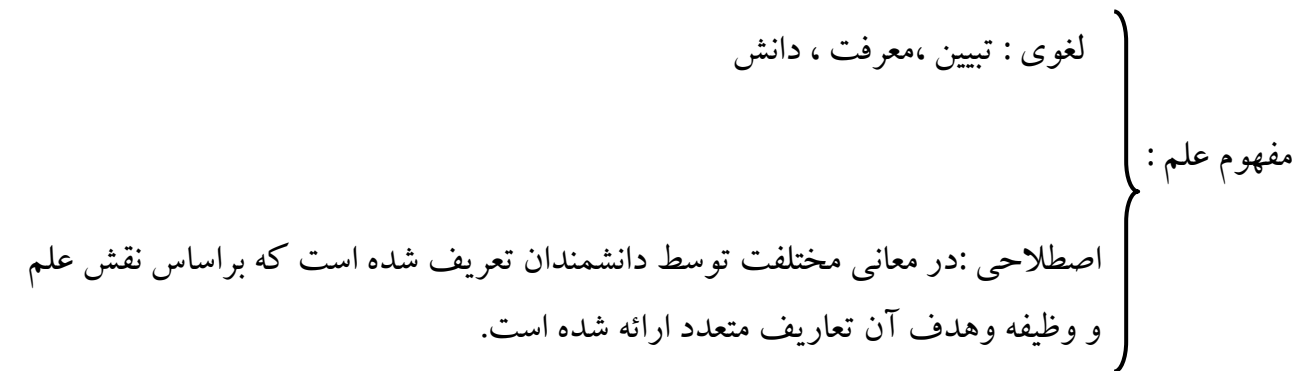 مفهوم علم :
لغوی : تبیین ،معرفت ، دانش
اصطلاحی :در معانی مختلفت توسط دانشمندان تعریف شده است که براساس نقش علم
و وظیفه وهدف آن تعاریف متعدد ارائه شده است.